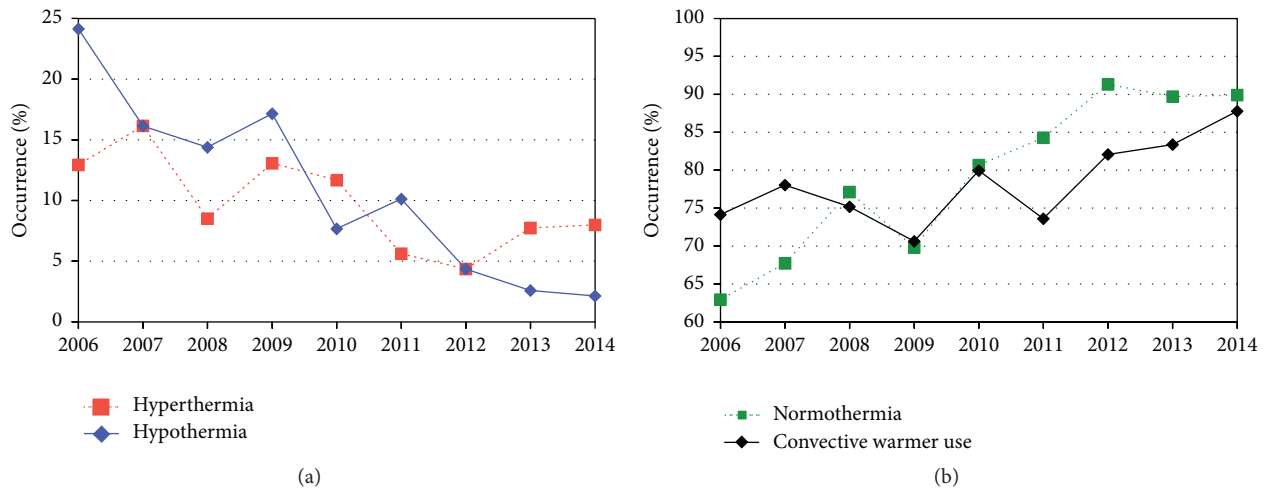 25
20
15
10
5
0
Occurrence (%)
2006 2007 2008 2009 2010 2011 2012 2013 2014
Hyperthermia
Hypothermia
(a)
100
95
90
85
80
75
70
65
60
Occurrence (%)
2006 2007 2008 2009 2010 2011 2012 2013 2014
Normothermia
Convective warmer use
(b)